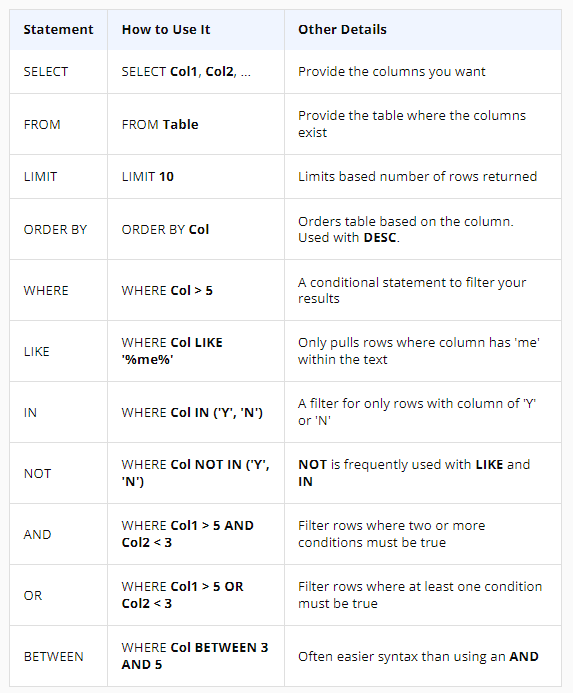 Statement How to Use It Other Details
SELECT SELECT Col1, Col2, ... Provide the columns you want
FROM FROM Table Provide the table where the columns
exist
LIMIT LIMIT 10 Limits based number of rows returned
ORDER BY ORDER BY Col Orders table based on the column.
Used with DESC.
WHERE WHERE Col > 5 A conditional statement to filter your
results
LIKE WHERE Col LIKE
'%me%' Only pulls rows where column has 'me'
within the text
IN WHERE Col IN ('Y', 'N') A filter for only rows with column of 'Y'
or 'N'
NOT WHERE Col NOT IN ('Y',
'N') NOT is frequently used with LIKE and
IN
AND WHERE Col1 > 5 AND
Col2 < 3 Filter rows where two or more
conditions must be true
OR WHERE Col1 > 5 OR
Col2 < 3 Filter rows where at least one condition
must be true
BETWEEN WHERE Col BETWEEN 3
AND 5 Often easier syntax than using an AND